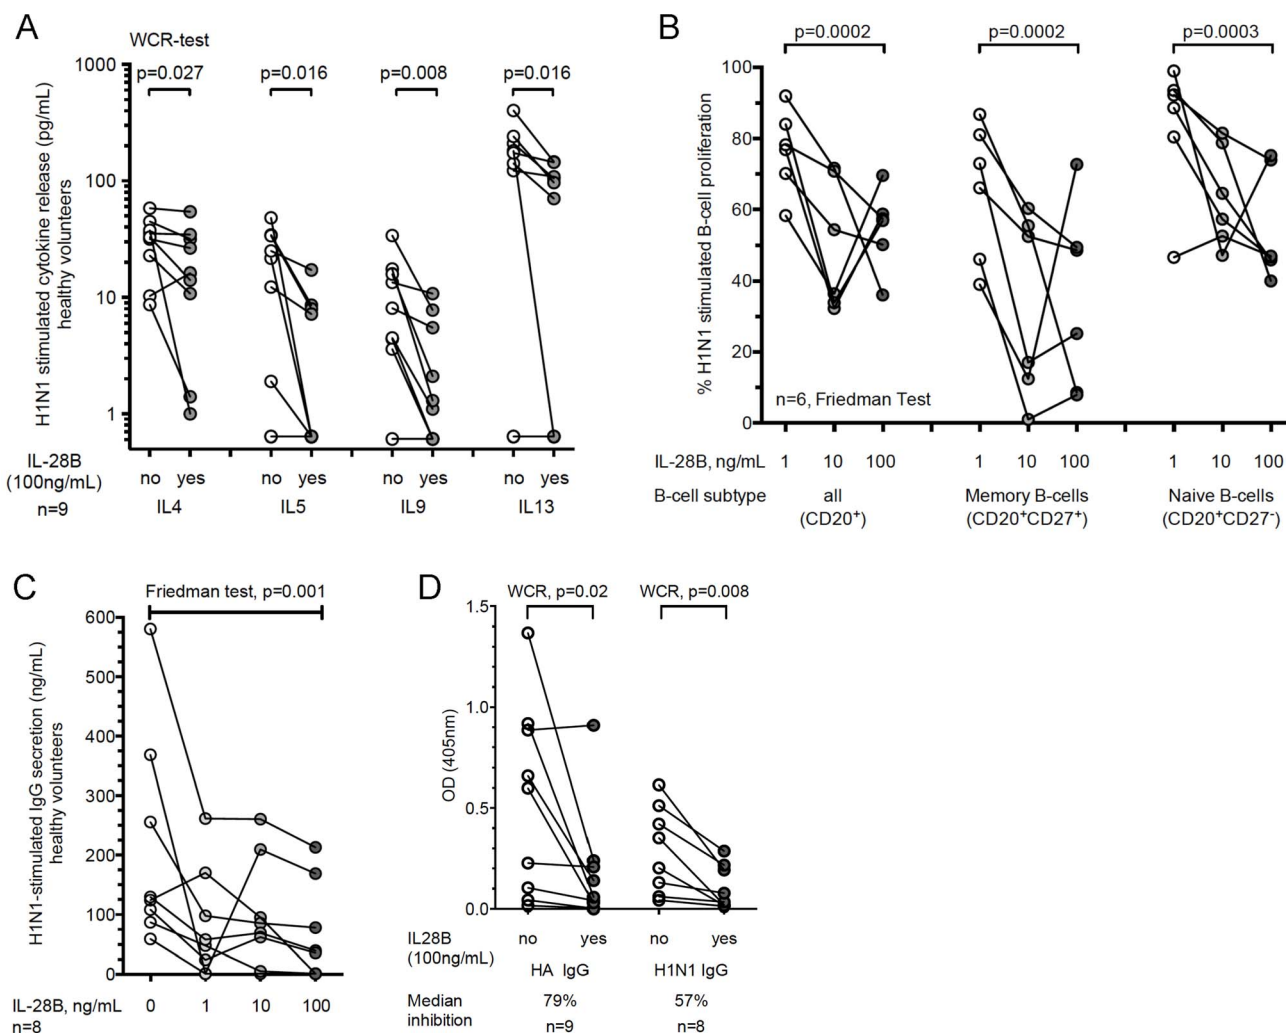 A
WCR-test
p=0.027 p=0.016 p=0.008 p=0.016
H1N1 stimulated cytokine release (pg/mL)
healthy volunteers
1000
100
10
1
IL-28B
(100ng/mL)
no yes no yes no yes no yes
n=9
IL4 IL5 IL9 IL13
B
p=0.0002 p=0.0002 p=0.0003
% H1N1 stimulated B-cell proliferation
100
80
60
40
20
0
n=6, Friedman Test
IL-28B, ng/mL 1 10 100 1 10 100 1 10 100
B-cell subtype all Memory B-cells Naive B-cells
(CD20⁺) (CD20⁺CD27⁺) (CD20⁺CD27⁻)
C
Friedman test, p=0.001
H1N1-stimulated IgG secretion (ng/mL)
healthy volunteers
600
500
400
300
200
100
0
IL-28B, ng/mL 0 1 10 100
n=8
D
WCR, p=0.02 WCR, p=0.008
OD (405nm)
1.5
1.0
0.5
0.0
IL28B
(100ng/mL)
no yes no yes
HA IgG H1N1 IgG
Median
inhibition
79% 57%
n=9 n=8